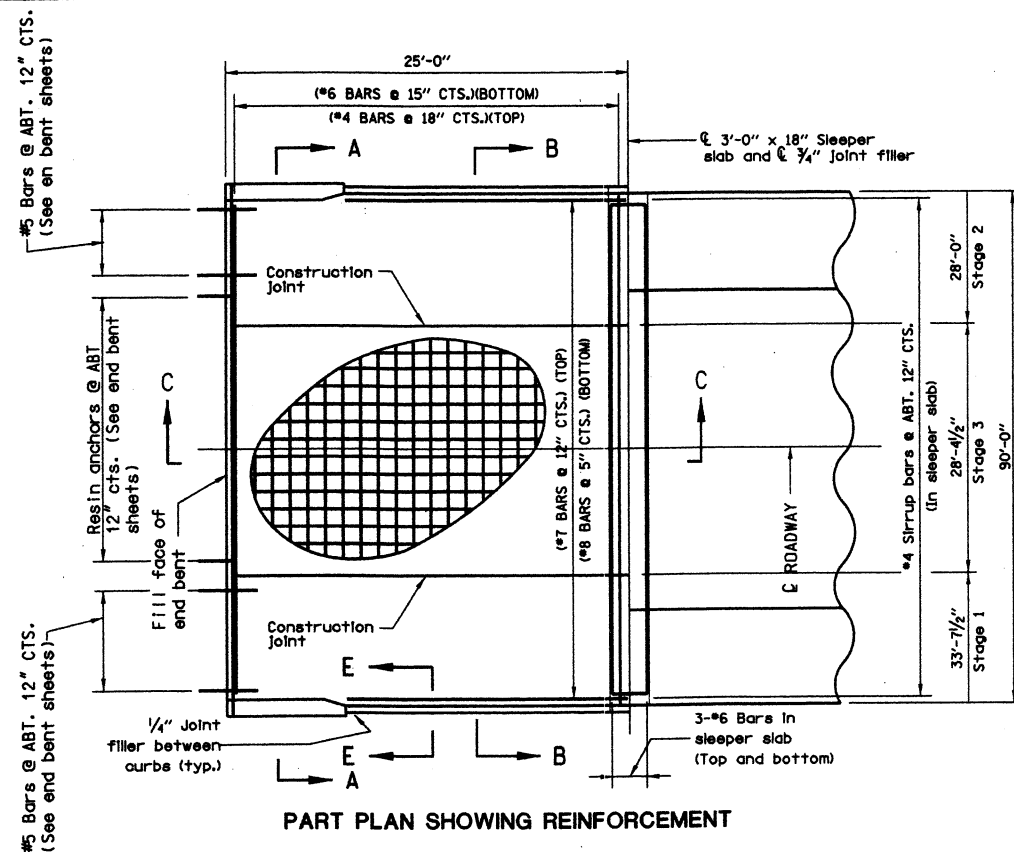 #5 Bars @ ABT. 12" CTS.
(See en bent sheets)
25'-0"
(#6 BARS @ 15" CTS.)(BOTTOM)
(#4 BARS @ 18" CTS.)(TOP)
A
B
℄ 3'-0" x 18" Sleeper
slab and ℄ 3/4" joint filler
Construction
joint
28'-0"
Stage 2
Resin anchors @ ABT
12" cts. (See end bent
sheets)
C
C
(#7 BARS @ 12" CTS.) (TOP)
(#8 BARS @ 5" CTS.) (BOTTOM)
℄ ROADWAY
#4 Sirrup bars @ ABT. 12" CTS.
(In sleeper slab)
28'-4 1/2"
Stage 3
90'-0"
Fill face of
end bent
Construction
joint
33'-7 1/2"
Stage 1
E
#5 Bars @ ABT. 12" CTS.
(See end bent sheets)
1/4" Joint
filler between
curbs (typ.)
E
A
B
3-#6 Bars in
sleeper slab
(Top and bottom)
PART PLAN SHOWING REINFORCEMENT